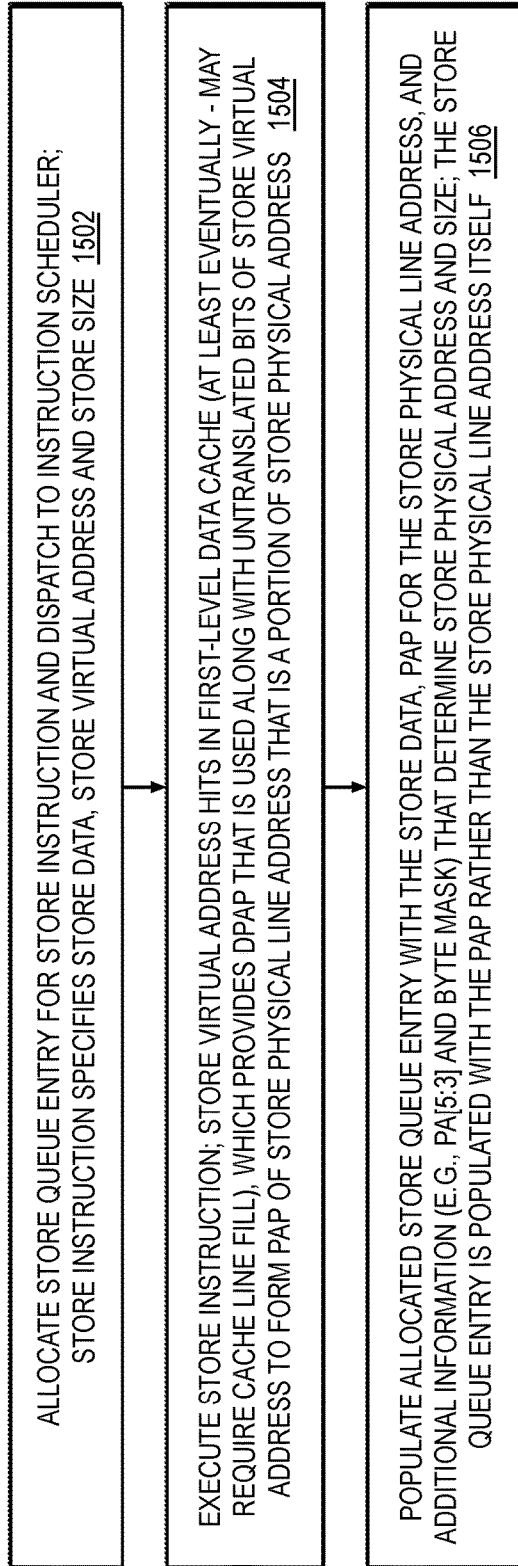 ALLOCATE STORE QUEUE ENTRY FOR STORE INSTRUCTION AND DISPATCH TO INSTRUCTION SCHEDULER;
STORE INSTRUCTION SPECIFIES STORE DATA, STORE VIRTUAL ADDRESS AND STORE SIZE 1502
EXECUTE STORE INSTRUCTION; STORE VIRTUAL ADDRESS HITS IN FIRST-LEVEL DATA CACHE (AT LEAST EVENTUALLY - MAY
REQUIRE CACHE LINE FILL), WHICH PROVIDES DPAP THAT IS USED ALONG WITH UNTRANSLATED BITS OF STORE VIRTUAL
ADDRESS TO FORM PAP OF STORE PHYSICAL LINE ADDRESS THAT IS A PORTION OF STORE PHYSICAL ADDRESS 1504
POPULATE ALLOCATED STORE QUEUE ENTRY WITH THE STORE DATA, PAP FOR THE STORE PHYSICAL LINE ADDRESS, AND
ADDITIONAL INFORMATION (E.G., PA[5:3] AND BYTE MASK) THAT DETERMINE STORE PHYSICAL ADDRESS AND SIZE; THE STORE
QUEUE ENTRY IS POPULATED WITH THE PAP RATHER THAN THE STORE PHYSICAL LINE ADDRESS ITSELF 1506